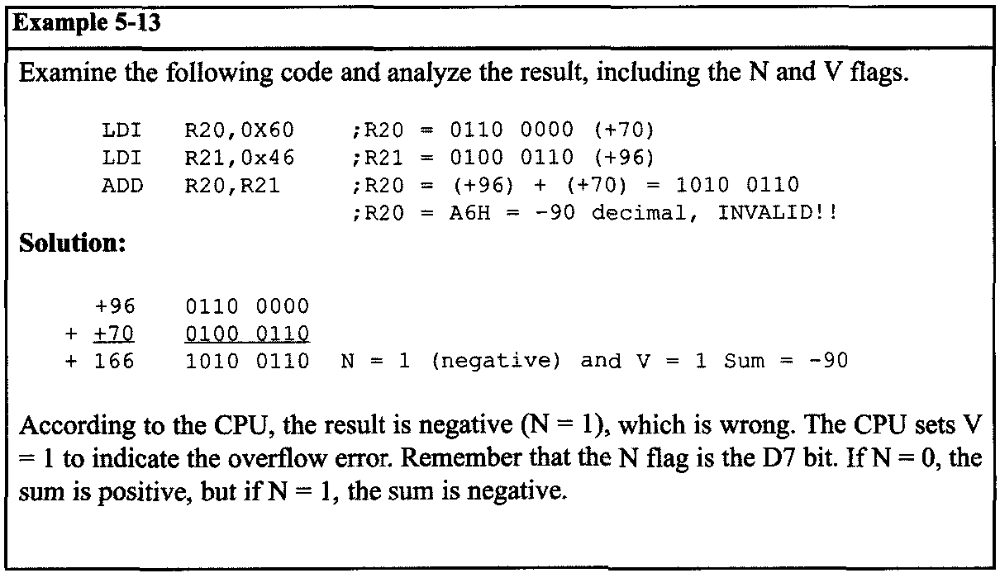 Example 5-13
Examine the following code and analyze the result, including the N and V flags.
LDI R20,0X60 ;R20 = 0110 0000 (+70)
LDI R21,0x46 ;R21 = 0100 0110 (+96)
ADD R20,R21 ;R20 = (+96) + (+70) = 1010 0110
;R20 = A6H = -90 decimal, INVALID!!
Solution:
+96 0110 0000
+ +70 0100 0110
+ 166 1010 0110 N = 1 (negative) and V = 1 Sum = -90
According to the CPU, the result is negative (N = 1), which is wrong. The CPU sets V
= 1 to indicate the overflow error. Remember that the N flag is the D7 bit. If N = 0, the
sum is positive, but if N = 1, the sum is negative.